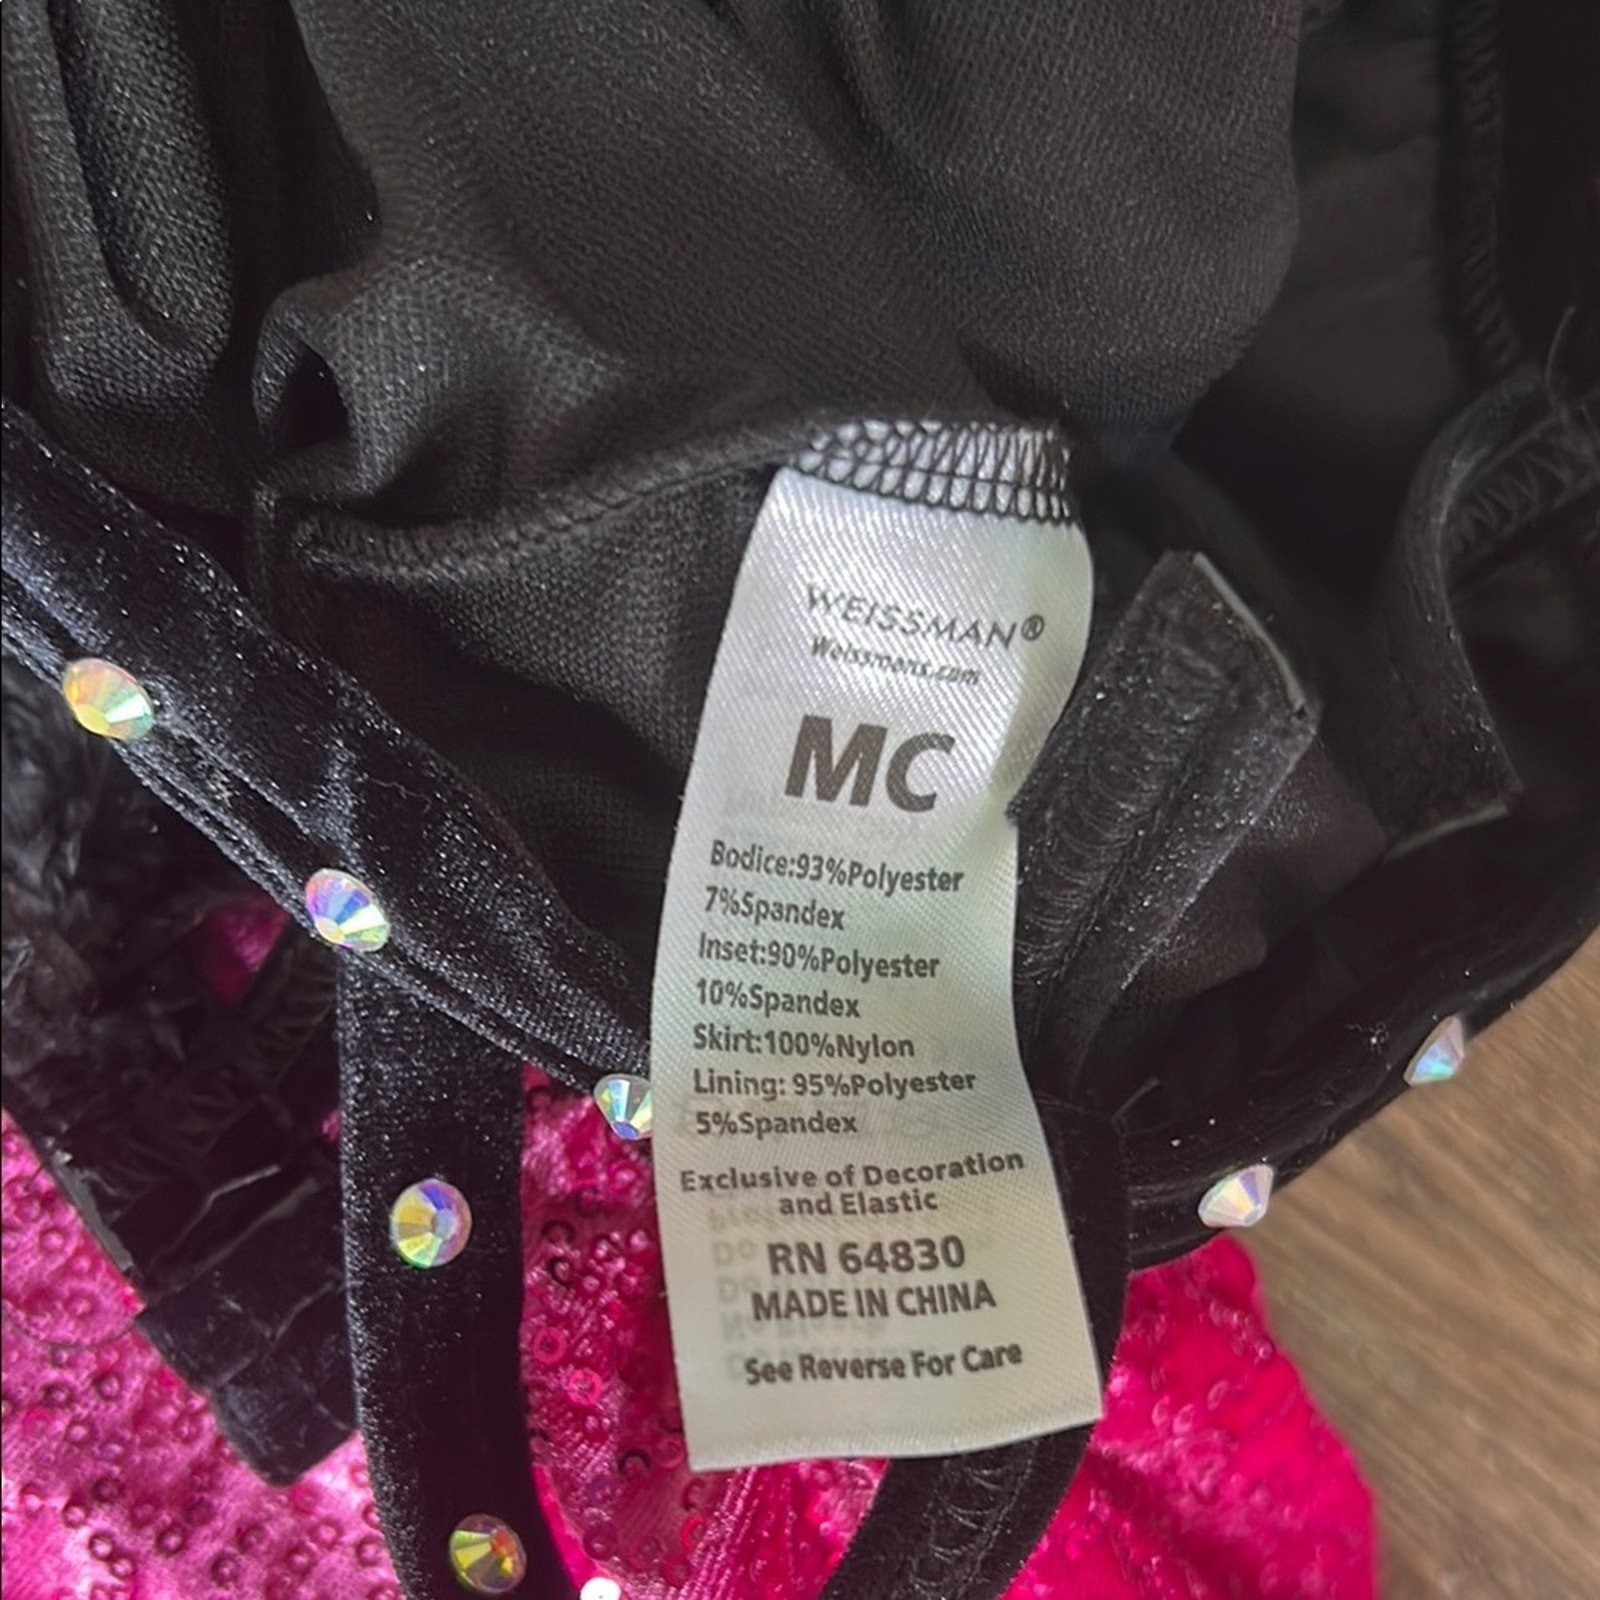 WEISSMAN®
Weissmans.com
MC
Bodice:93%Polyester
7%Spandex
Inset:90%Polyester
10%Spandex
Skirt:100%Nylon
Lining: 95%Polyester
5%Spandex
Exclusive of Decoration
and Elastic
RN 64830
MADE IN CHINA
See Reverse For Care